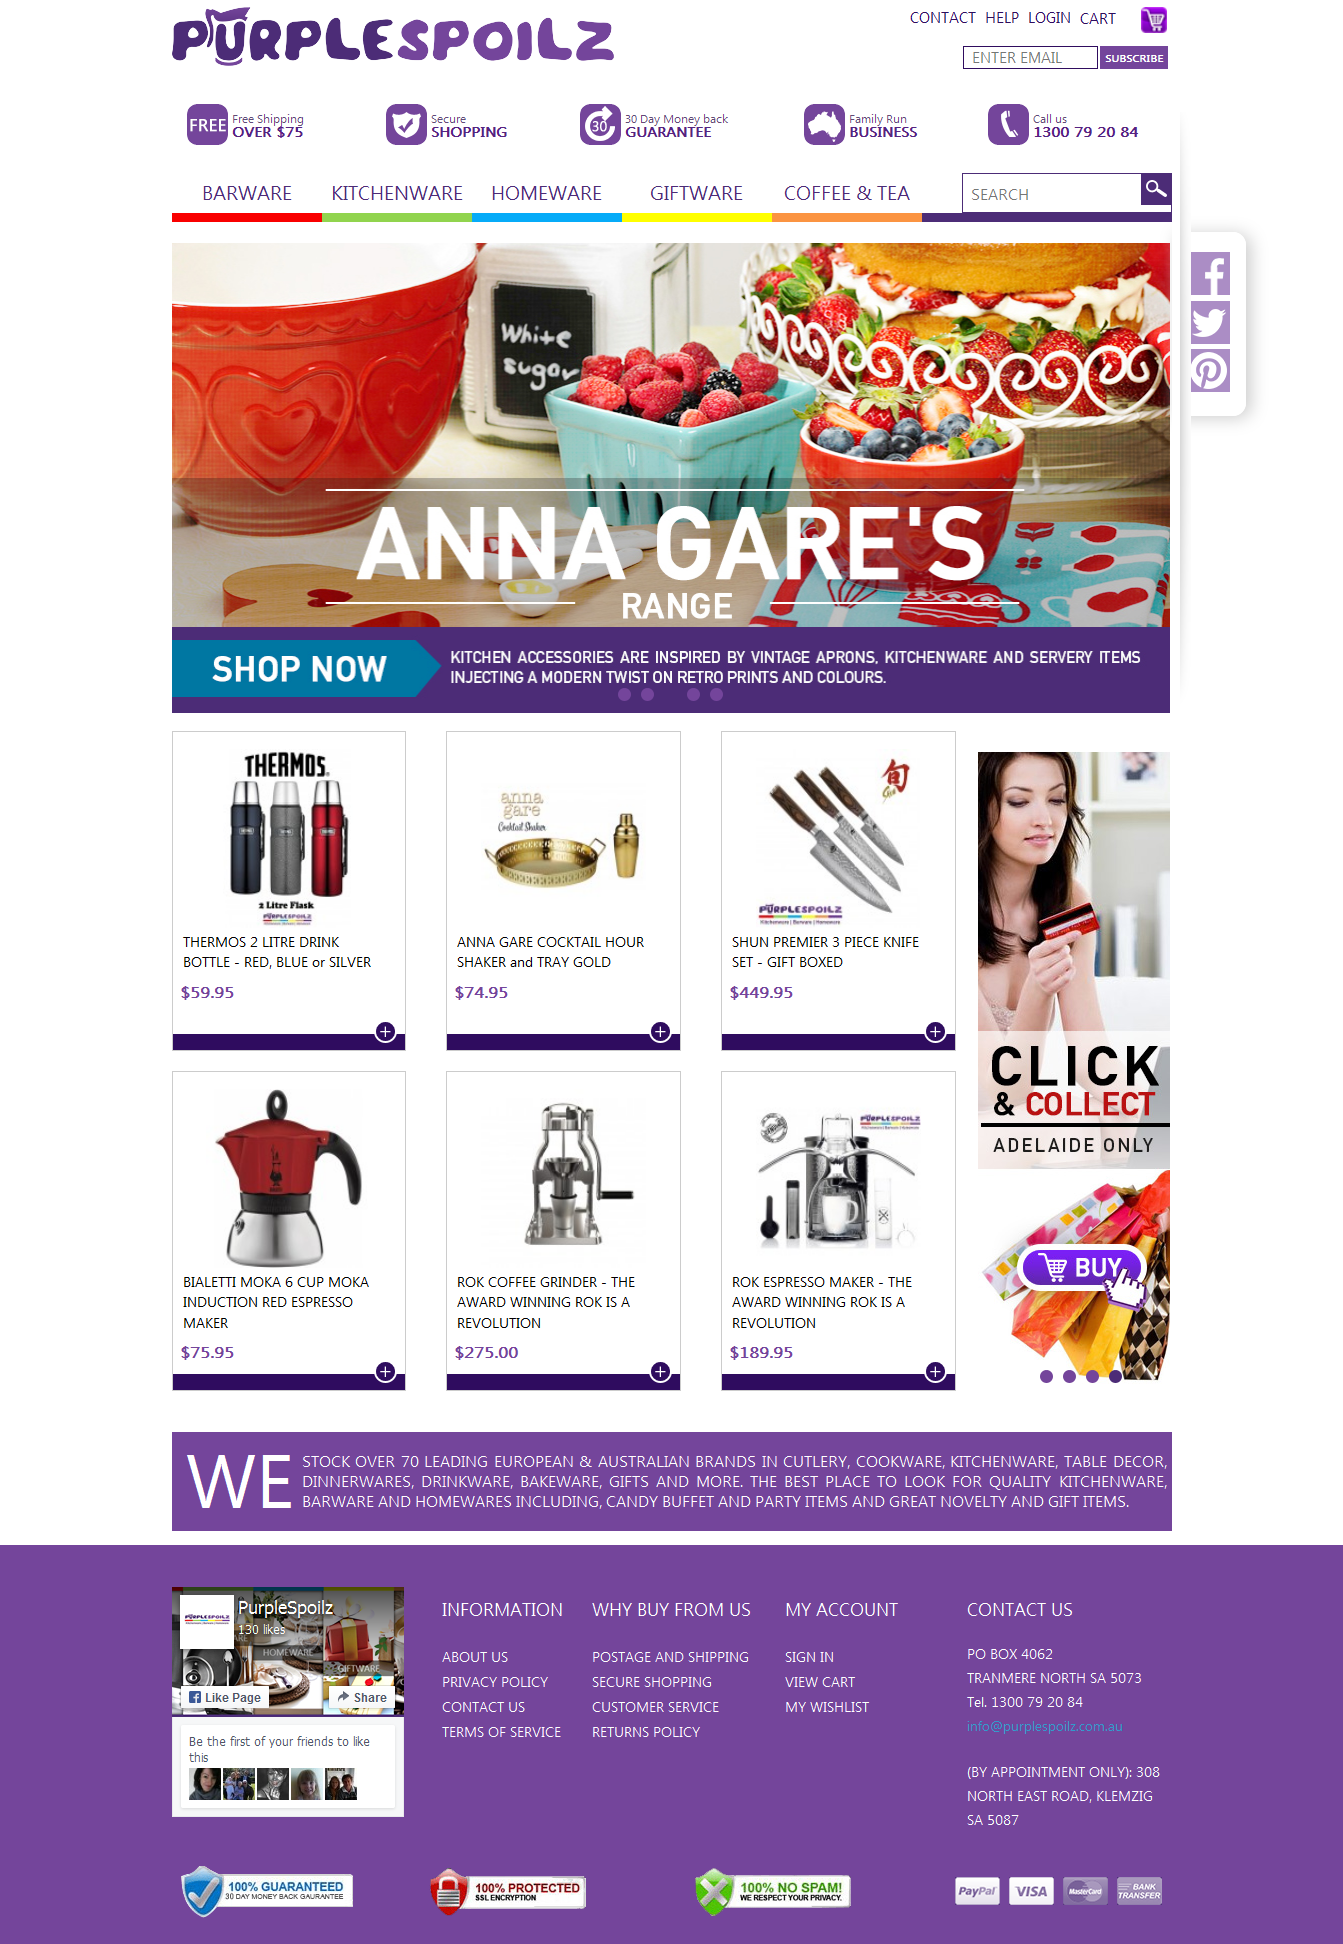 PURPLESPOILZ
CONTACT HELP LOGIN CART
ENTER EMAIL SUBSCRIBE
FREE Free Shipping
OVER $75
Secure
SHOPPING
30 30 Day Money back
GUARANTEE
Family Run
BUSINESS
Call us
1300 79 20 84
BARWARE KITCHENWARE HOMEWARE GIFTWARE COFFEE & TEA
SEARCH
White
sugar
ANNA GARE'S
RANGE
SHOP NOW
KITCHEN ACCESSORIES ARE INSPIRED BY VINTAGE APRONS, KITCHENWARE AND SERVERY ITEMS
INJECTING A MODERN TWIST ON RETRO PRINTS AND COLOURS.
THERMOS
2 Litre Flask
PURPLESPOILZ
THERMOS 2 LITRE DRINK
BOTTLE - RED, BLUE or SILVER
$59.95
anna
gare
Cocktail Shaker
ANNA GARE COCKTAIL HOUR
SHAKER and TRAY GOLD
$74.95
旬
Shun
PURPLESPOILZ
Kitchenware | Barware | Homeware
SHUN PREMIER 3 PIECE KNIFE
SET - GIFT BOXED
$449.95
CLICK
& COLLECT
ADELAIDE ONLY
BUY
BIALETTI MOKA 6 CUP MOKA
INDUCTION RED ESPRESSO
MAKER
$75.95
ROK COFFEE GRINDER - THE
AWARD WINNING ROK IS A
REVOLUTION
$275.00
PURPLESPOILZ
Kitchenware | Barware | Homeware
ROK ESPRESSO MAKER - THE
AWARD WINNING ROK IS A
REVOLUTION
$189.95
WE STOCK OVER 70 LEADING EUROPEAN & AUSTRALIAN BRANDS IN CUTLERY, COOKWARE, KITCHENWARE, TABLE DECOR,
DINNERWARES, DRINKWARE, BAKEWARE, GIFTS AND MORE. THE BEST PLACE TO LOOK FOR QUALITY KITCHENWARE,
BARWARE AND HOMEWARES INCLUDING, CANDY BUFFET AND PARTY ITEMS AND GREAT NOVELTY AND GIFT ITEMS.
PURPLESPOILZ
PurpleSpoilz
130 likes
HOMEWARE
GIFTWARE
Like Page
Share
Be the first of your friends to like
this
INFORMATION
ABOUT US
PRIVACY POLICY
CONTACT US
TERMS OF SERVICE
WHY BUY FROM US
POSTAGE AND SHIPPING
SECURE SHOPPING
CUSTOMER SERVICE
RETURNS POLICY
MY ACCOUNT
SIGN IN
VIEW CART
MY WISHLIST
CONTACT US
PO BOX 4062
TRANMERE NORTH SA 5073
Tel. 1300 79 20 84
info@purplespoilz.com.au
(BY APPOINTMENT ONLY): 308
NORTH EAST ROAD, KLEMZIG
SA 5087
100% GUARANTEED
30 DAY MONEY BACK GAURANTEE
100% PROTECTED
SSL ENCRYPTION
100% NO SPAM!
WE RESPECT YOUR PRIVACY.
PayPal
VISA
MasterCard
BANK
TRANSFER